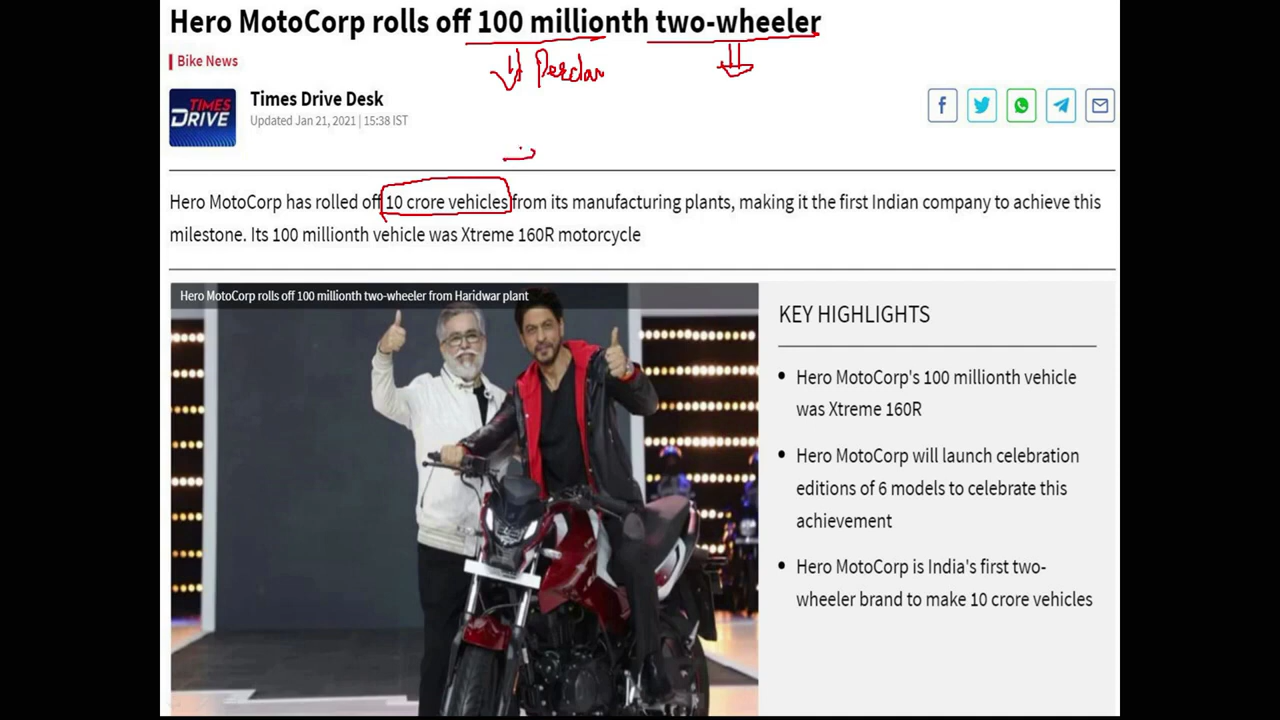 Hero MotoCorp rolls off 100 millionth two-wheeler
Bike News
TIMES
DRIVE
Times Drive Desk
Updated Jan 21, 2021 | 15:38 IST
Hero MotoCorp has rolled off 10 crore vehicles from its manufacturing plants, making it the first Indian company to achieve this
milestone. Its 100 millionth vehicle was Xtreme 160R motorcycle
Hero MotoCorp rolls off 100 millionth two-wheeler from Haridwar plant
KEY HIGHLIGHTS
Hero MotoCorp's 100 millionth vehicle
was Xtreme 160R
Hero MotoCorp will launch celebration
editions of 6 models to celebrate this
achievement
Hero MotoCorp is India's first two-
wheeler brand to make 10 crore vehicles